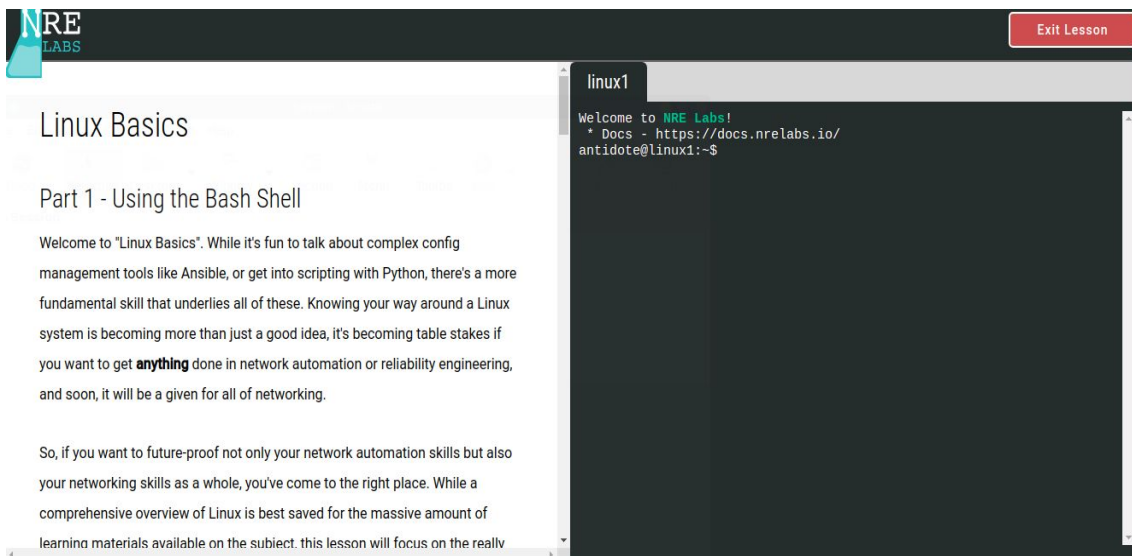 NRE
LABS
Exit Lesson
Linux Basics
Part 1 - Using the Bash Shell
Welcome to "Linux Basics". While it's fun to talk about complex config
management tools like Ansible, or get into scripting with Python, there's a more
fundamental skill that underlies all of these. Knowing your way around a Linux
system is becoming more than just a good idea, it's becoming table stakes if
you want to get anything done in network automation or reliability engineering,
and soon, it will be a given for all of networking.
So, if you want to future-proof not only your network automation skills but also
your networking skills as a whole, you've come to the right place. While a
comprehensive overview of Linux is best saved for the massive amount of
learning materials available on the subject, this lesson will focus on the really
linux1
Welcome to NRE Labs!
* Docs - https://docs.nrelabs.io/
antidote@linux1:~$